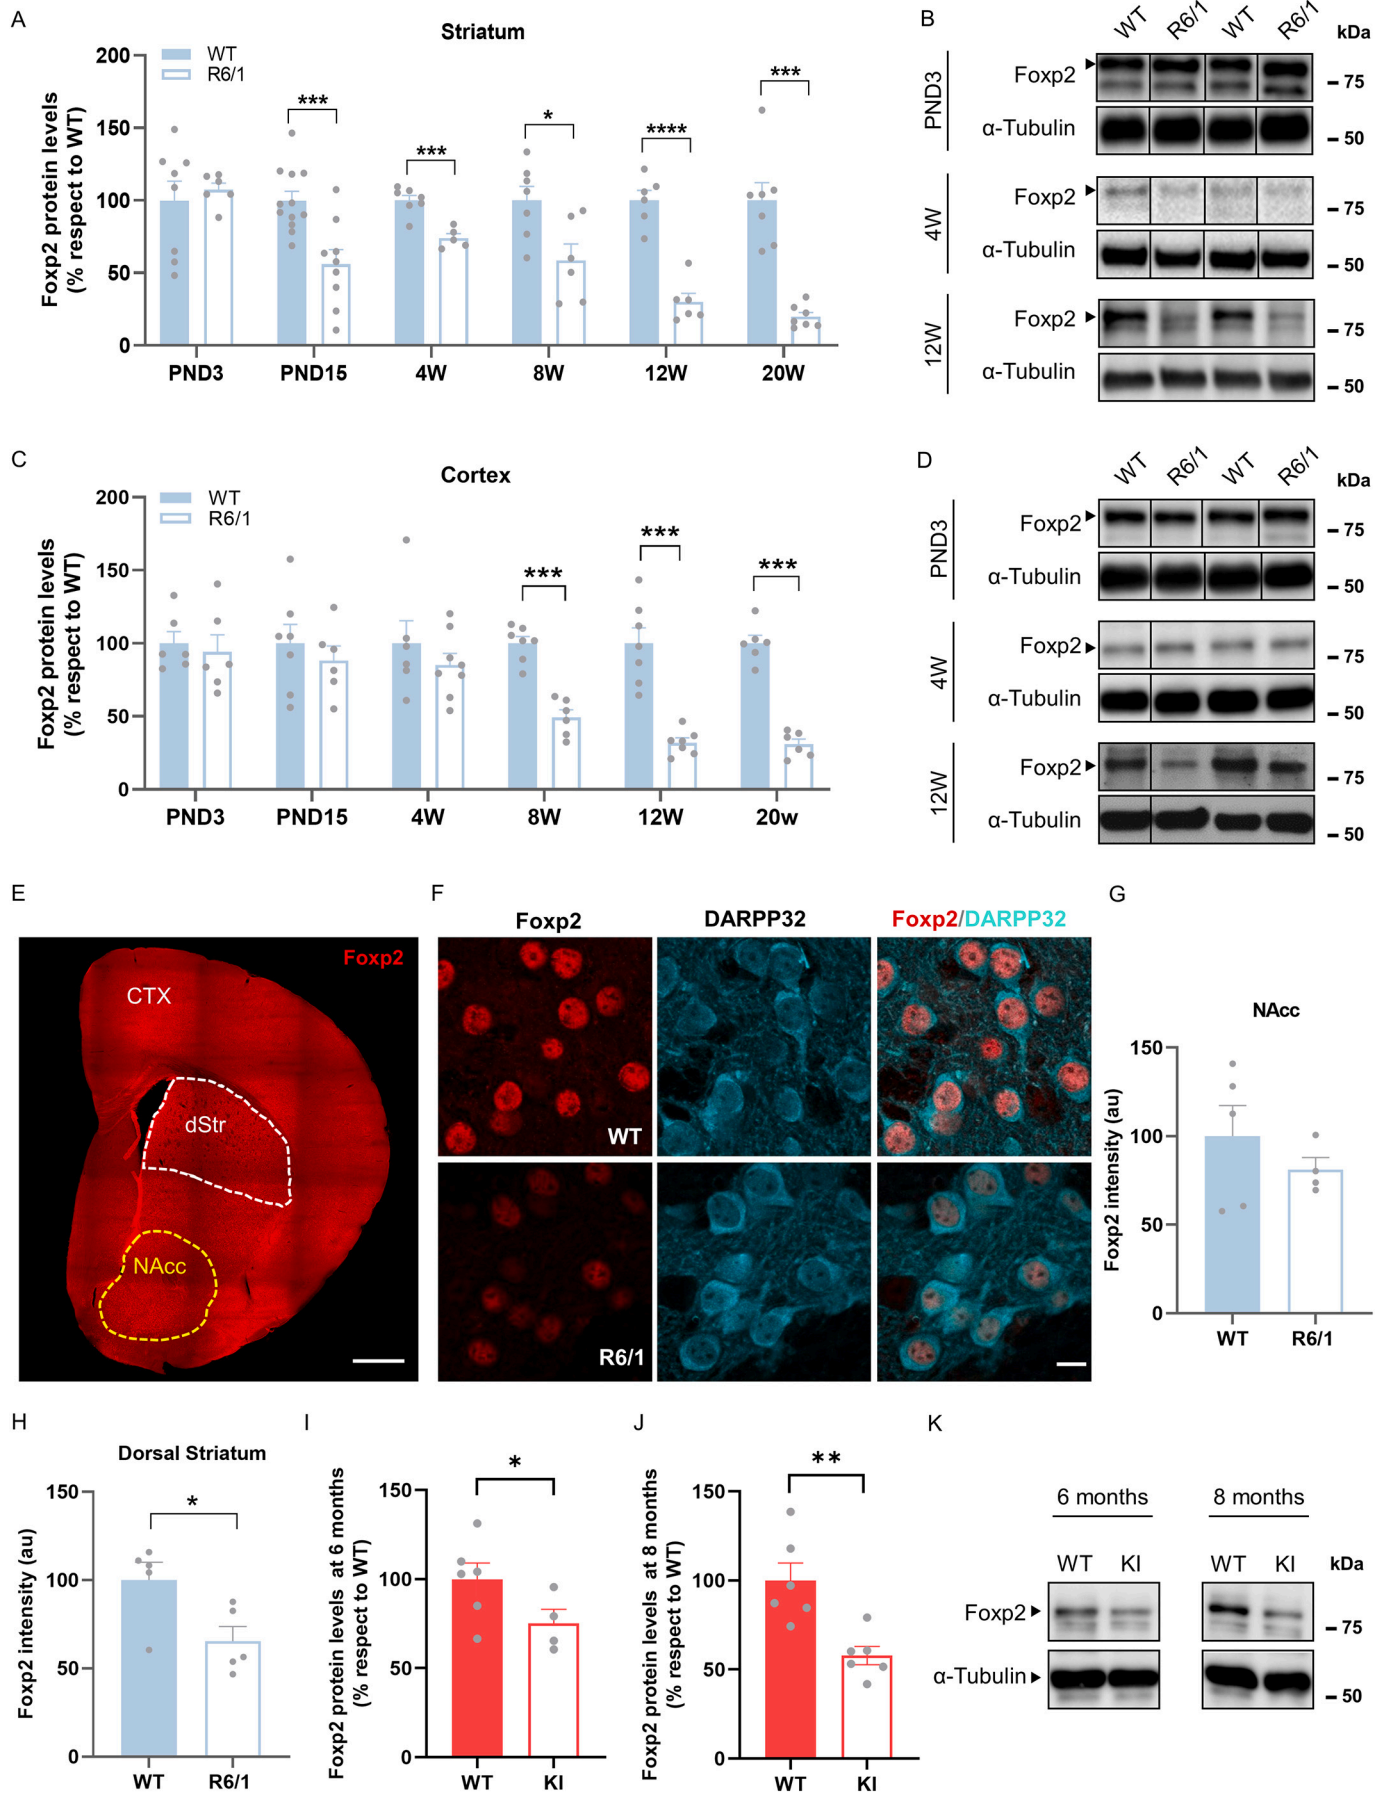 A
Striatum
WT
R6/1
Foxp2 protein levels
(% respect to WT)
200
150
100
50
0
***
***
*
****
***
PND3
PND15
4W
8W
12W
20W
B
WT
R6/1
WT
R6/1
kDa
PND3
Foxp2
75
α-Tubulin
50
4W
Foxp2
75
α-Tubulin
50
12W
Foxp2
75
α-Tubulin
50
C
Cortex
WT
R6/1
Foxp2 protein levels
(% respect to WT)
200
150
100
50
0
***
***
***
PND3
PND15
4W
8W
12W
20w
D
WT
R6/1
WT
R6/1
kDa
PND3
Foxp2
75
α-Tubulin
50
4W
Foxp2
75
α-Tubulin
50
12W
Foxp2
75
α-Tubulin
50
E
Foxp2
CTX
dStr
NAcc
F
Foxp2
DARPP32
Foxp2/DARPP32
WT
R6/1
G
NAcc
Foxp2 intensity (au)
150
100
50
0
WT
R6/1
H
Dorsal Striatum
Foxp2 intensity (au)
150
100
50
0
*
WT
R6/1
I
Foxp2 protein levels at 6 months
(% respect to WT)
150
100
50
0
*
WT
KI
J
Foxp2 protein levels at 8 months
(% respect to WT)
150
100
50
0
**
WT
KI
K
6 months
8 months
WT
KI
WT
KI
kDa
Foxp2
75
α-Tubulin
50